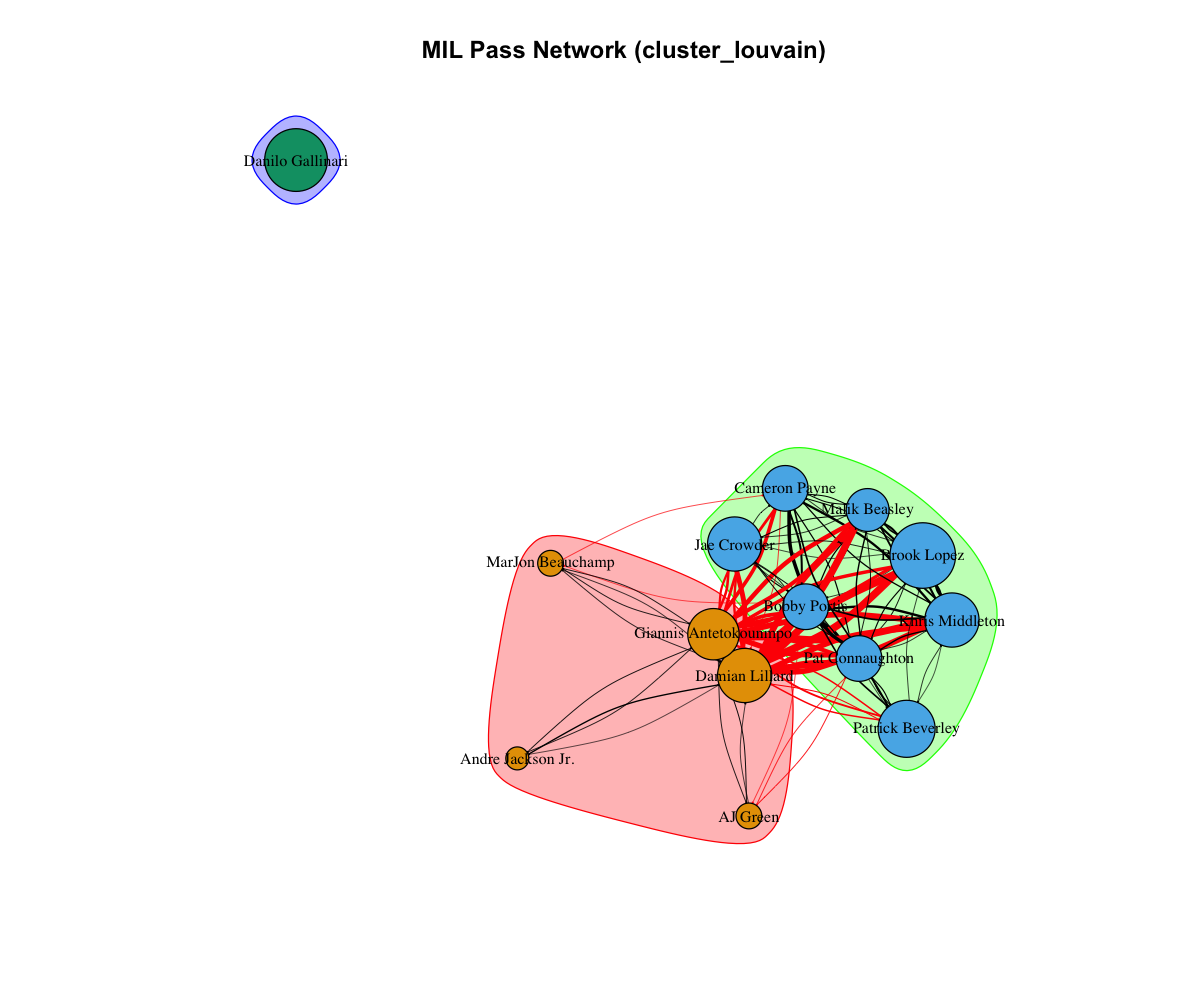 MIL Pass Network (cluster_louvain)
Danilo Gallinari
Cameron Payne
Malik Beasley
Jae Crowder
Brook Lopez
MarJon Beauchamp
Bobby Portis
Khris Middleton
Giannis Antetokounmpo
Pat Connaughton
Damian Lillard
Patrick Beverley
Andre Jackson Jr.
AJ Green